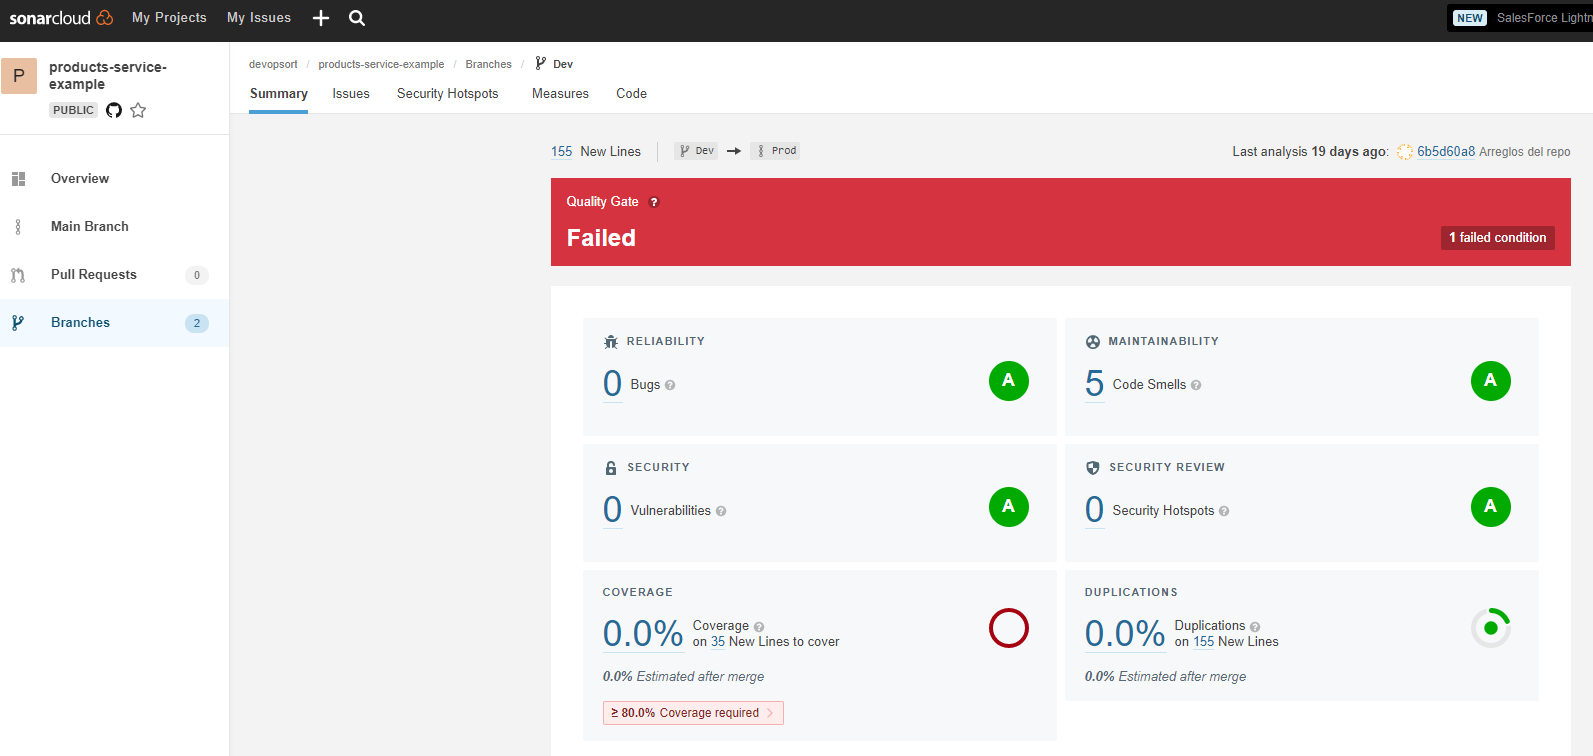 sonarcloud My Projects My Issues
NEW SalesForce Lightn
P
products-service-
example
PUBLIC
Overview
Main Branch
Pull Requests 0
Branches 2
devopsort / products-service-example / Branches / Dev
Summary Issues Security Hotspots Measures Code
155 New Lines Dev → Prod
Last analysis 19 days ago: 6b5d60a8 Arreglos del repo
Quality Gate ?
Failed
1 failed condition
RELIABILITY
0 Bugs ?
A
MAINTAINABILITY
5 Code Smells ?
A
SECURITY
0 Vulnerabilities ?
A
SECURITY REVIEW
0 Security Hotspots ?
A
COVERAGE
0.0% Coverage ?
on 35 New Lines to cover
0.0% Estimated after merge
≥ 80.0% Coverage required >
DUPLICATIONS
0.0% Duplications ?
on 155 New Lines
0.0% Estimated after merge